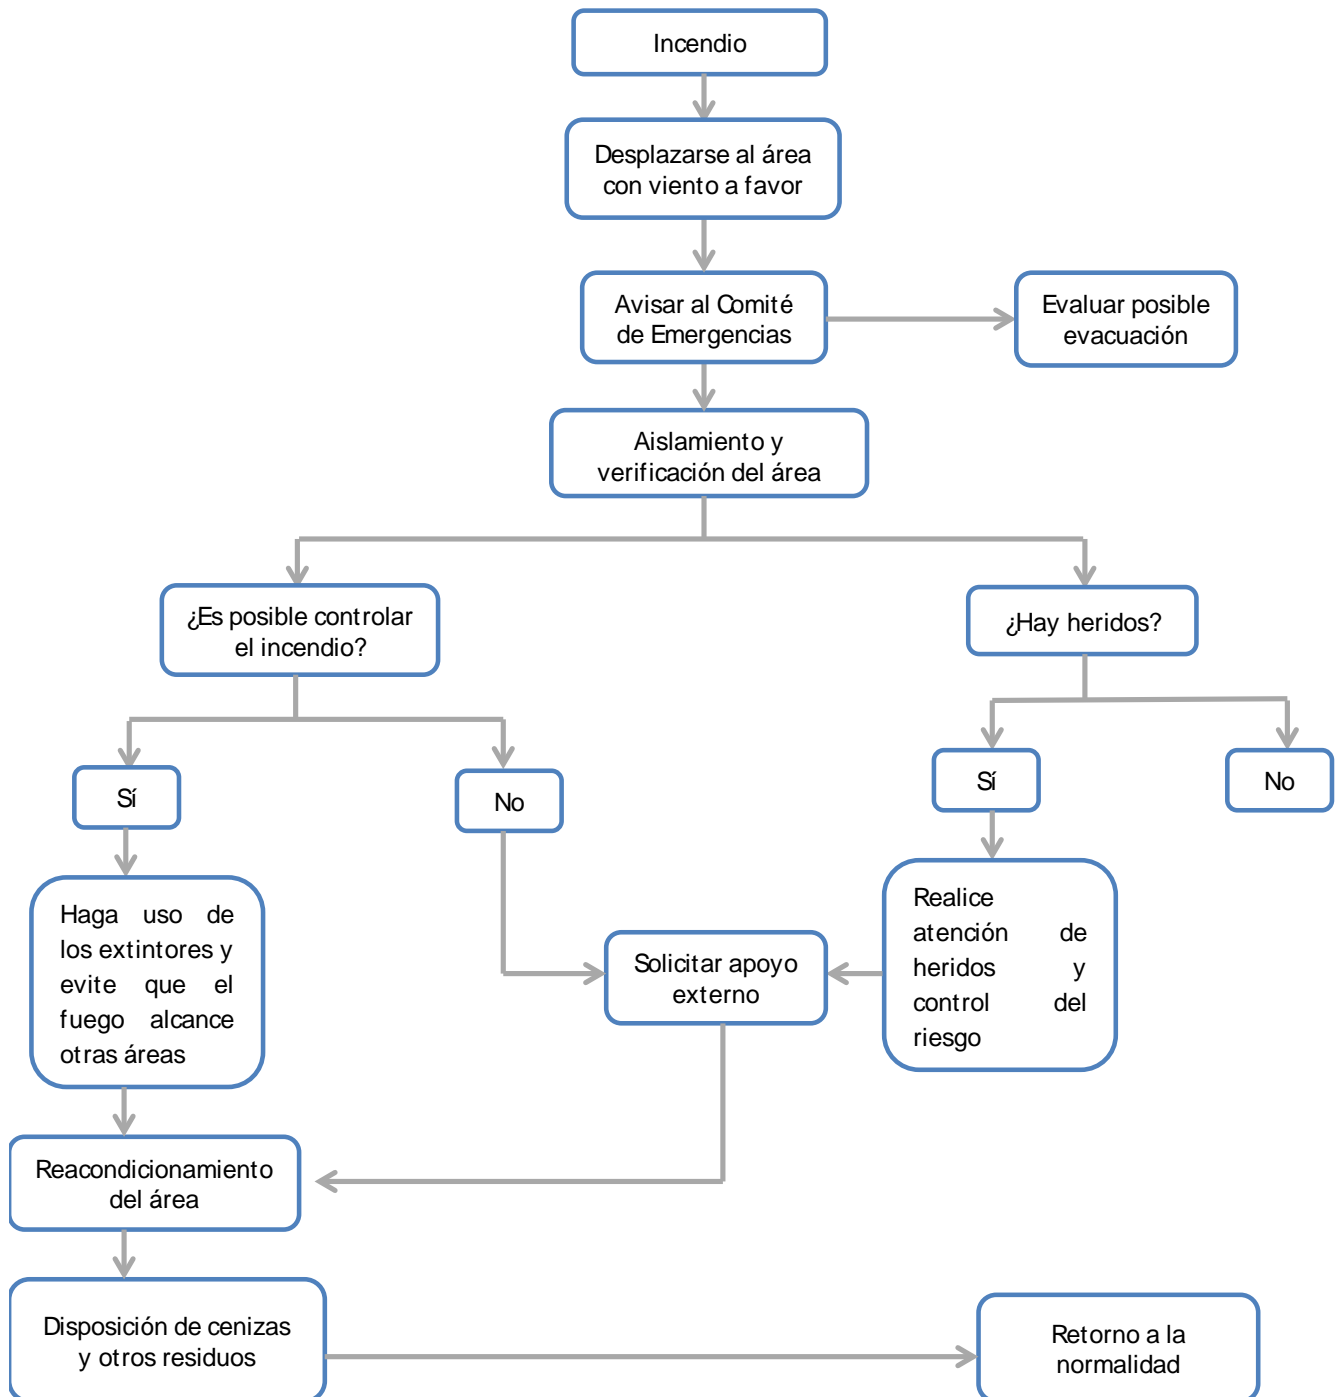 Incendio
Desplazarse al área
con viento a favor
Avisar al Comité
de Emergencias
Evaluar posible
evacuación
Aislamiento y
verificación del área
¿Es posible controlar
el incendio?
¿Hay heridos?
Sí
No
Sí
No
Haga uso de
los extintores y
evite que el
fuego alcance
otras áreas
Solicitar apoyo
externo
Realice
atención de
heridos y
control del
riesgo
Reacondicionamiento
del área
Disposición de cenizas
y otros residuos
Retorno a la
normalidad